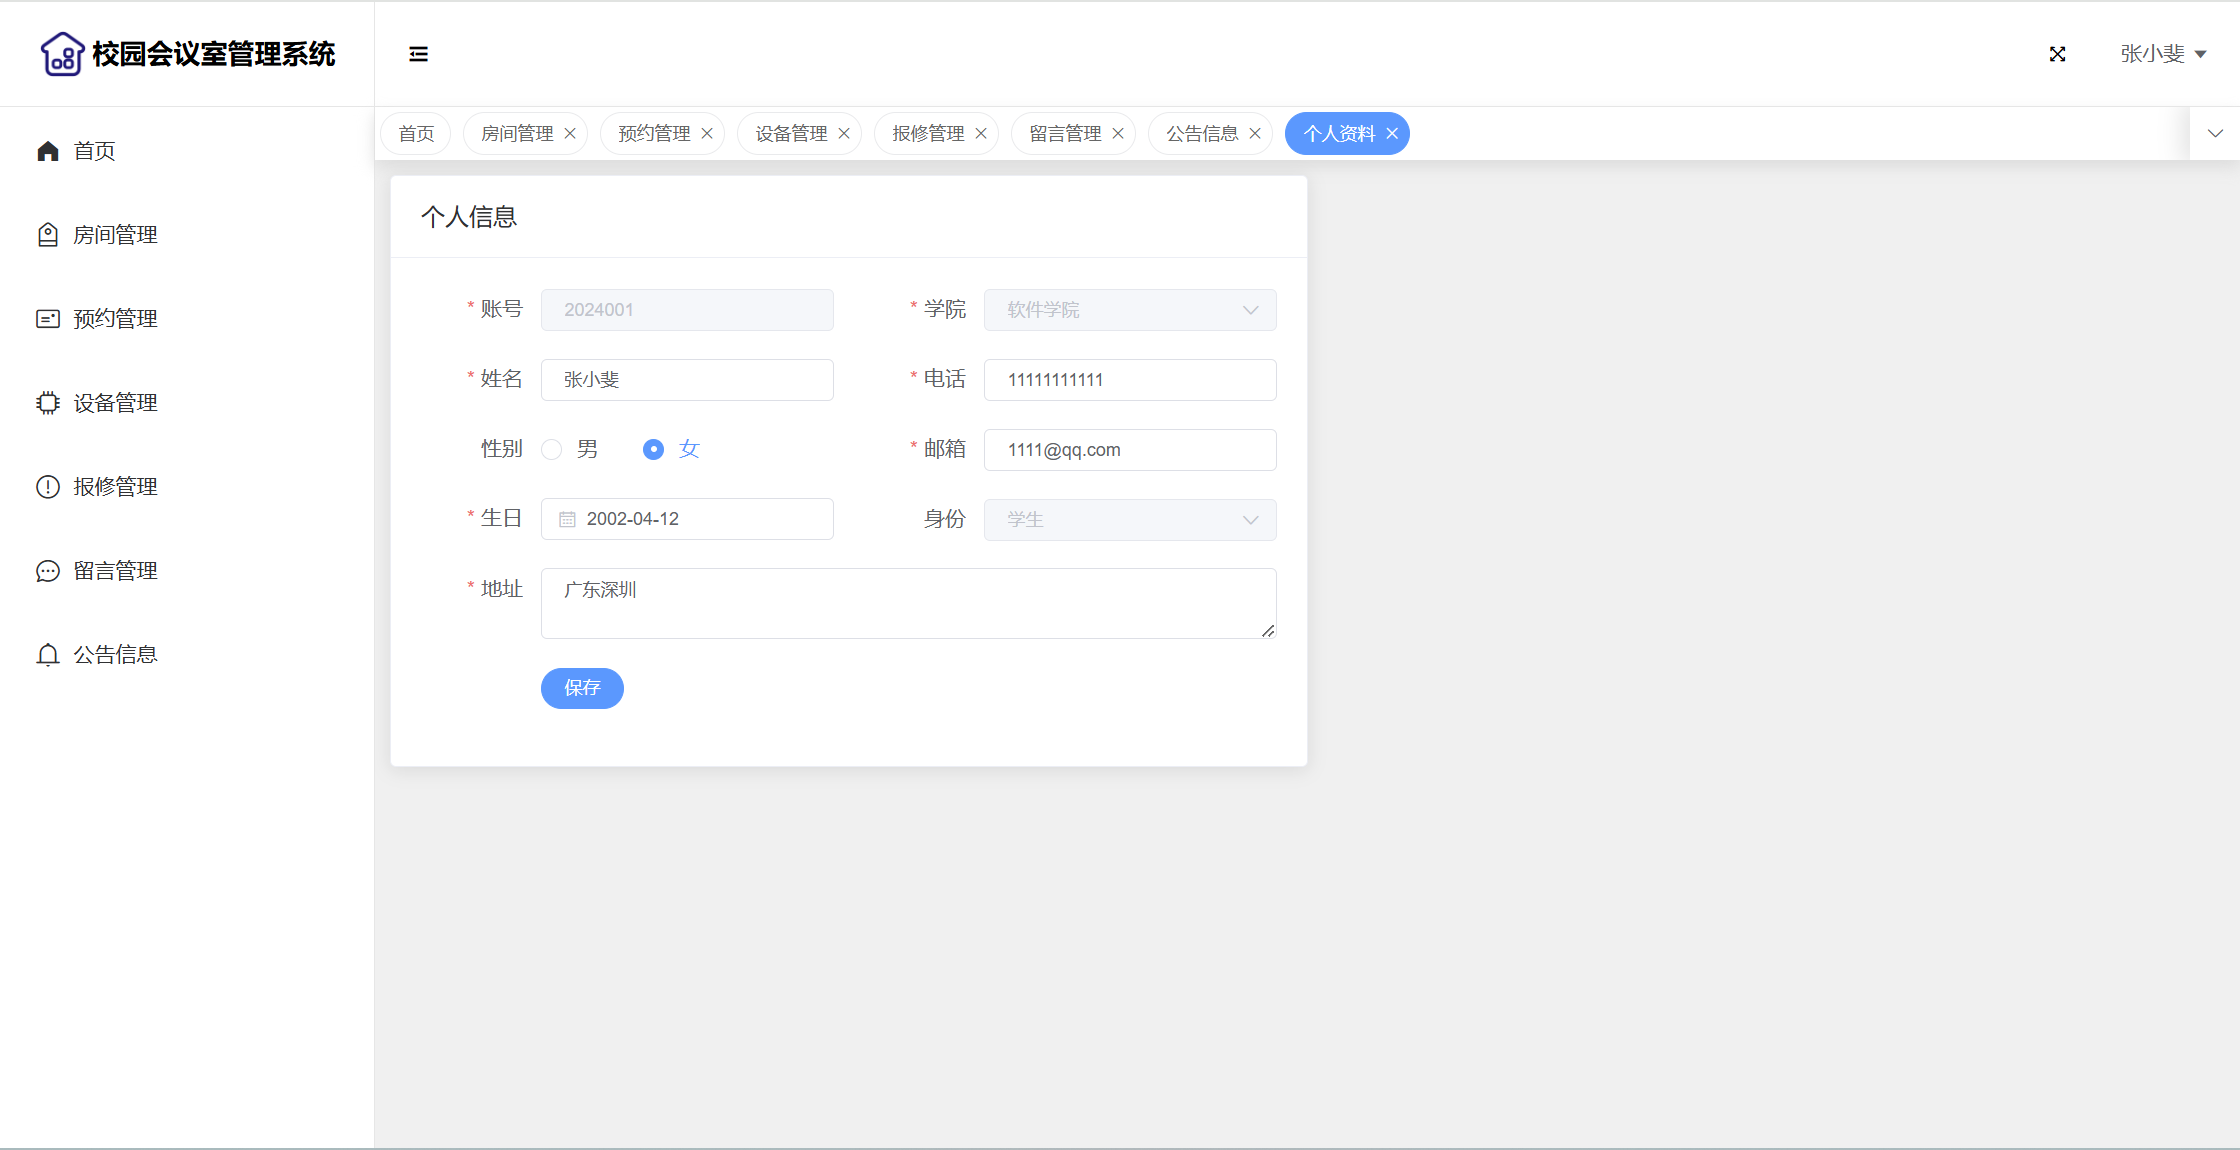 校园会议室管理系统
张小斐
首页
房间管理
预约管理
设备管理
报修管理
留言管理
公告信息
首页 房间管理 预约管理 设备管理 报修管理 留言管理 公告信息 个人资料
个人信息
* 账号 2024001 * 学院 软件学院
* 姓名 张小斐 * 电话 11111111111
性别 男 女 * 邮箱 1111@qq.com
* 生日 2002-04-12 身份 学生
* 地址 广东深圳
保存